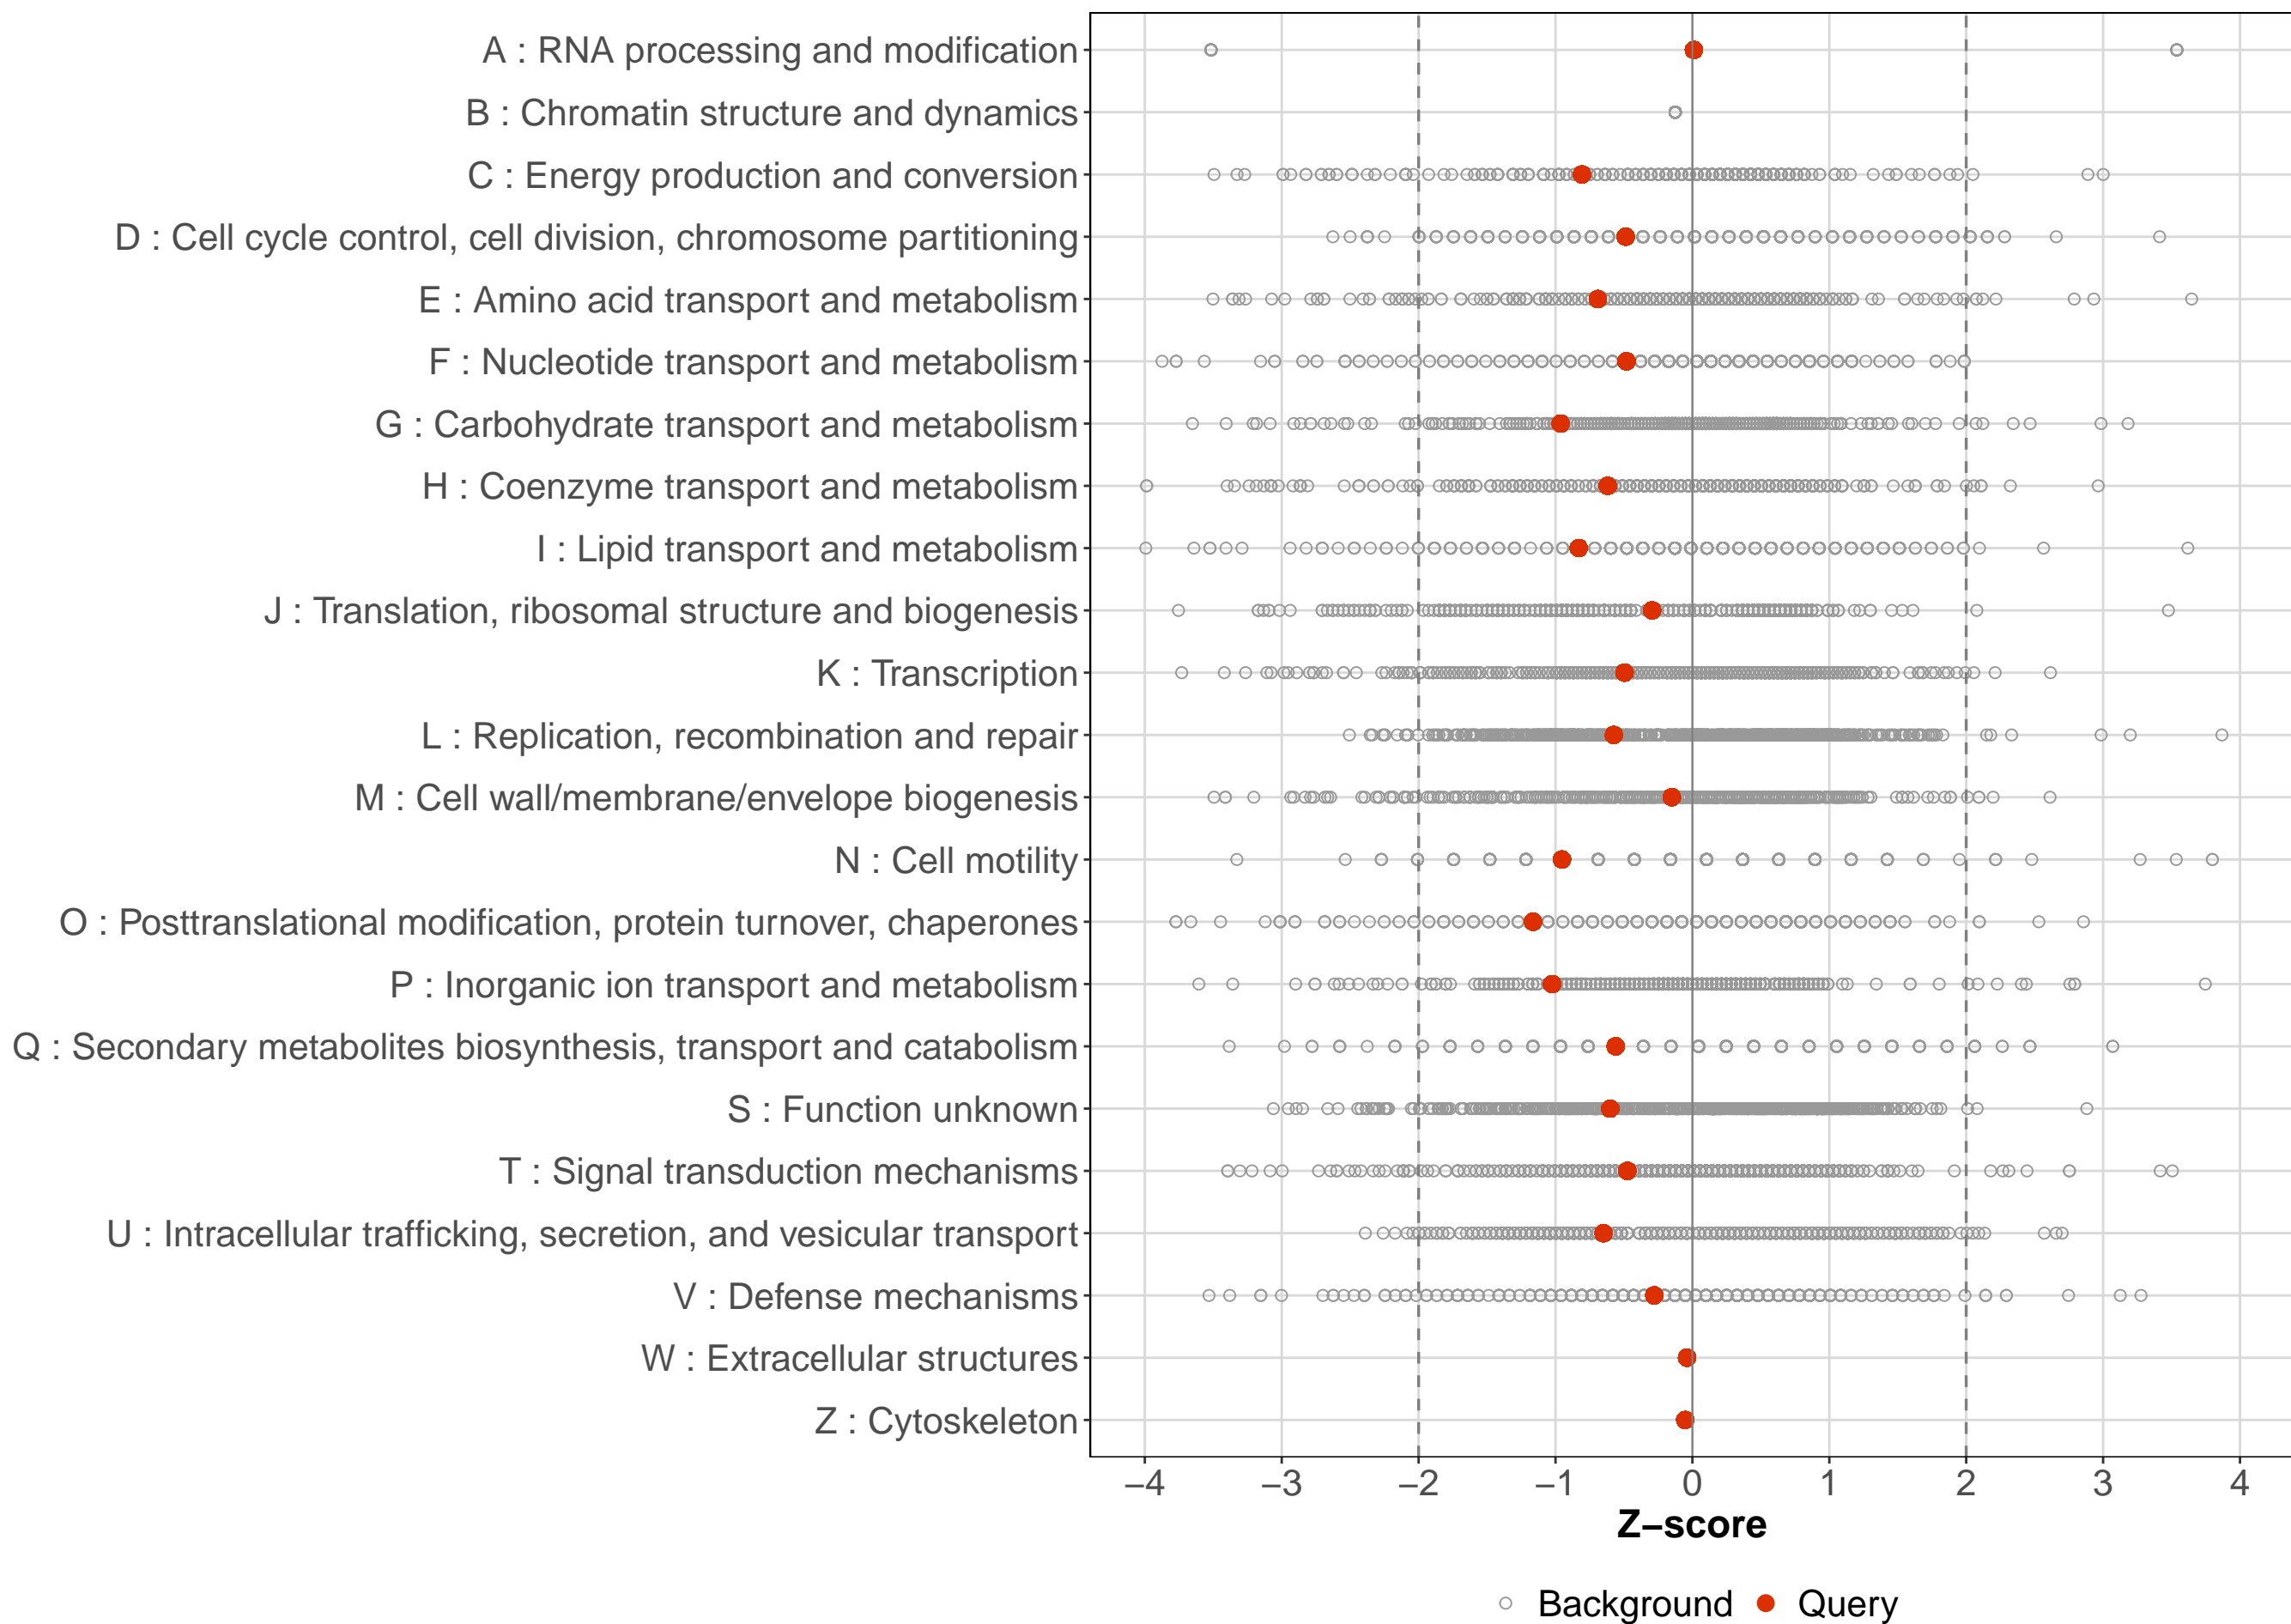 A : RNA processing and modification
B : Chromatin structure and dynamics
C : Energy production and conversion
D : Cell cycle control, cell division, chromosome partitioning
E : Amino acid transport and metabolism
F : Nucleotide transport and metabolism
G : Carbohydrate transport and metabolism
H : Coenzyme transport and metabolism
I : Lipid transport and metabolism
J : Translation, ribosomal structure and biogenesis
K : Transcription
L : Replication, recombination and repair
M : Cell wall/membrane/envelope biogenesis
N : Cell motility
O : Posttranslational modification, protein turnover, chaperones
P : Inorganic ion transport and metabolism
Q : Secondary metabolites biosynthesis, transport and catabolism
S : Function unknown
T : Signal transduction mechanisms
U : Intracellular trafficking, secretion, and vesicular transport
V : Defense mechanisms
W : Extracellular structures
Z : Cytoskeleton
−4 −3 −2 −1 0 1 2 3 4
Z−score
Background Query